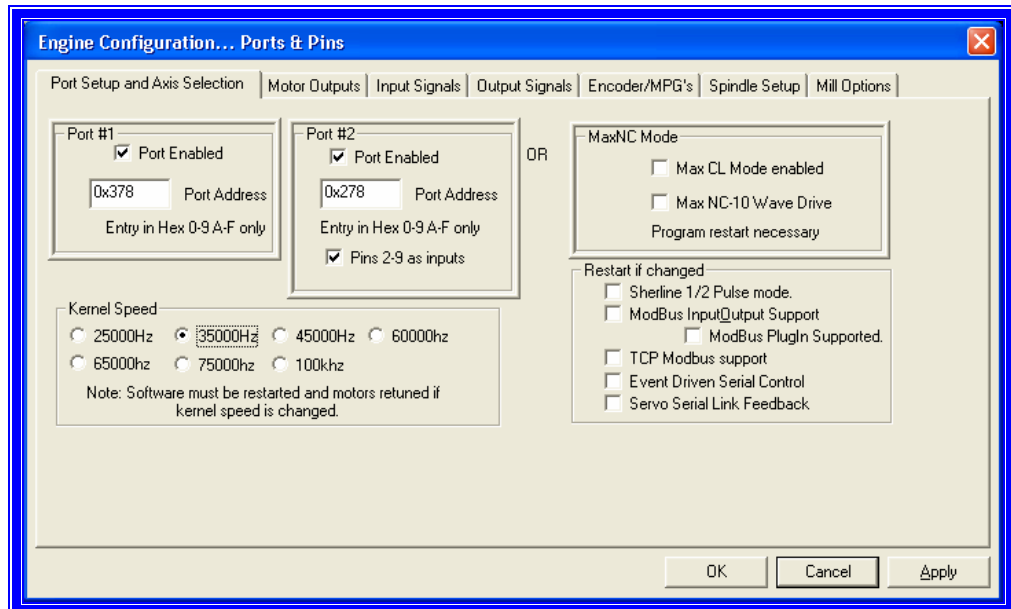 Engine Configuration... Ports & Pins
Port Setup and Axis Selection Motor Outputs Input Signals Output Signals Encoder/MPG's Spindle Setup Mill Options
Port #1
Port Enabled
0x378 Port Address
Entry in Hex 0-9 A-F only
Port #2
Port Enabled
0x278 Port Address
Entry in Hex 0-9 A-F only
Pins 2-9 as inputs
OR
MaxNC Mode
Max CL Mode enabled
Max NC-10 Wave Drive
Program restart necessary
Kernel Speed
25000Hz 35000Hz 45000Hz 60000hz
65000hz 75000hz 100khz
Note: Software must be restarted and motors retuned if
kernel speed is changed.
Restart if changed
Sherline 1/2 Pulse mode.
ModBus InputOutput Support
ModBus PlugIn Supported.
TCP Modbus support
Event Driven Serial Control
Servo Serial Link Feedback
OK Cancel Apply